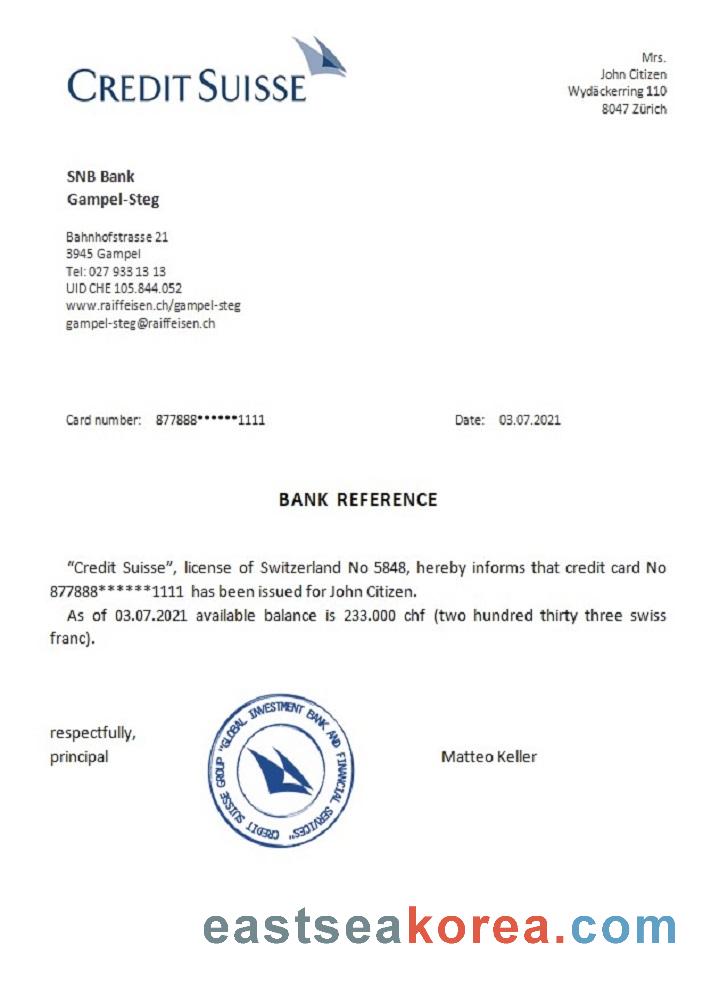 CREDIT SUISSE
Mrs.
John Citizen
Wydäckerring 110
8047 Zürich
SNB Bank
Gampel-Steg
Bahnhofstrasse 21
3945 Gampel
Tel: 027 933 13 13
UID CHE 105.844.052
www.raiffeisen.ch/gampel-steg
gampel-steg@raiffeisen.ch
Card number: 877888******1111 Date: 03.07.2021
BANK REFERENCE
“Credit Suisse”, license of Switzerland No 5848, hereby informs that credit card No
877888******1111 has been issued for John Citizen.
As of 03.07.2021 available balance is 233.000 chf (two hundred thirty three swiss
franc).
respectfully,
principal
CREDIT SUISSE GROUP "GLOBAL INVESTMENT BANK AND FINANCIAL SERVICES"
Matteo Keller
eastseakorea.com